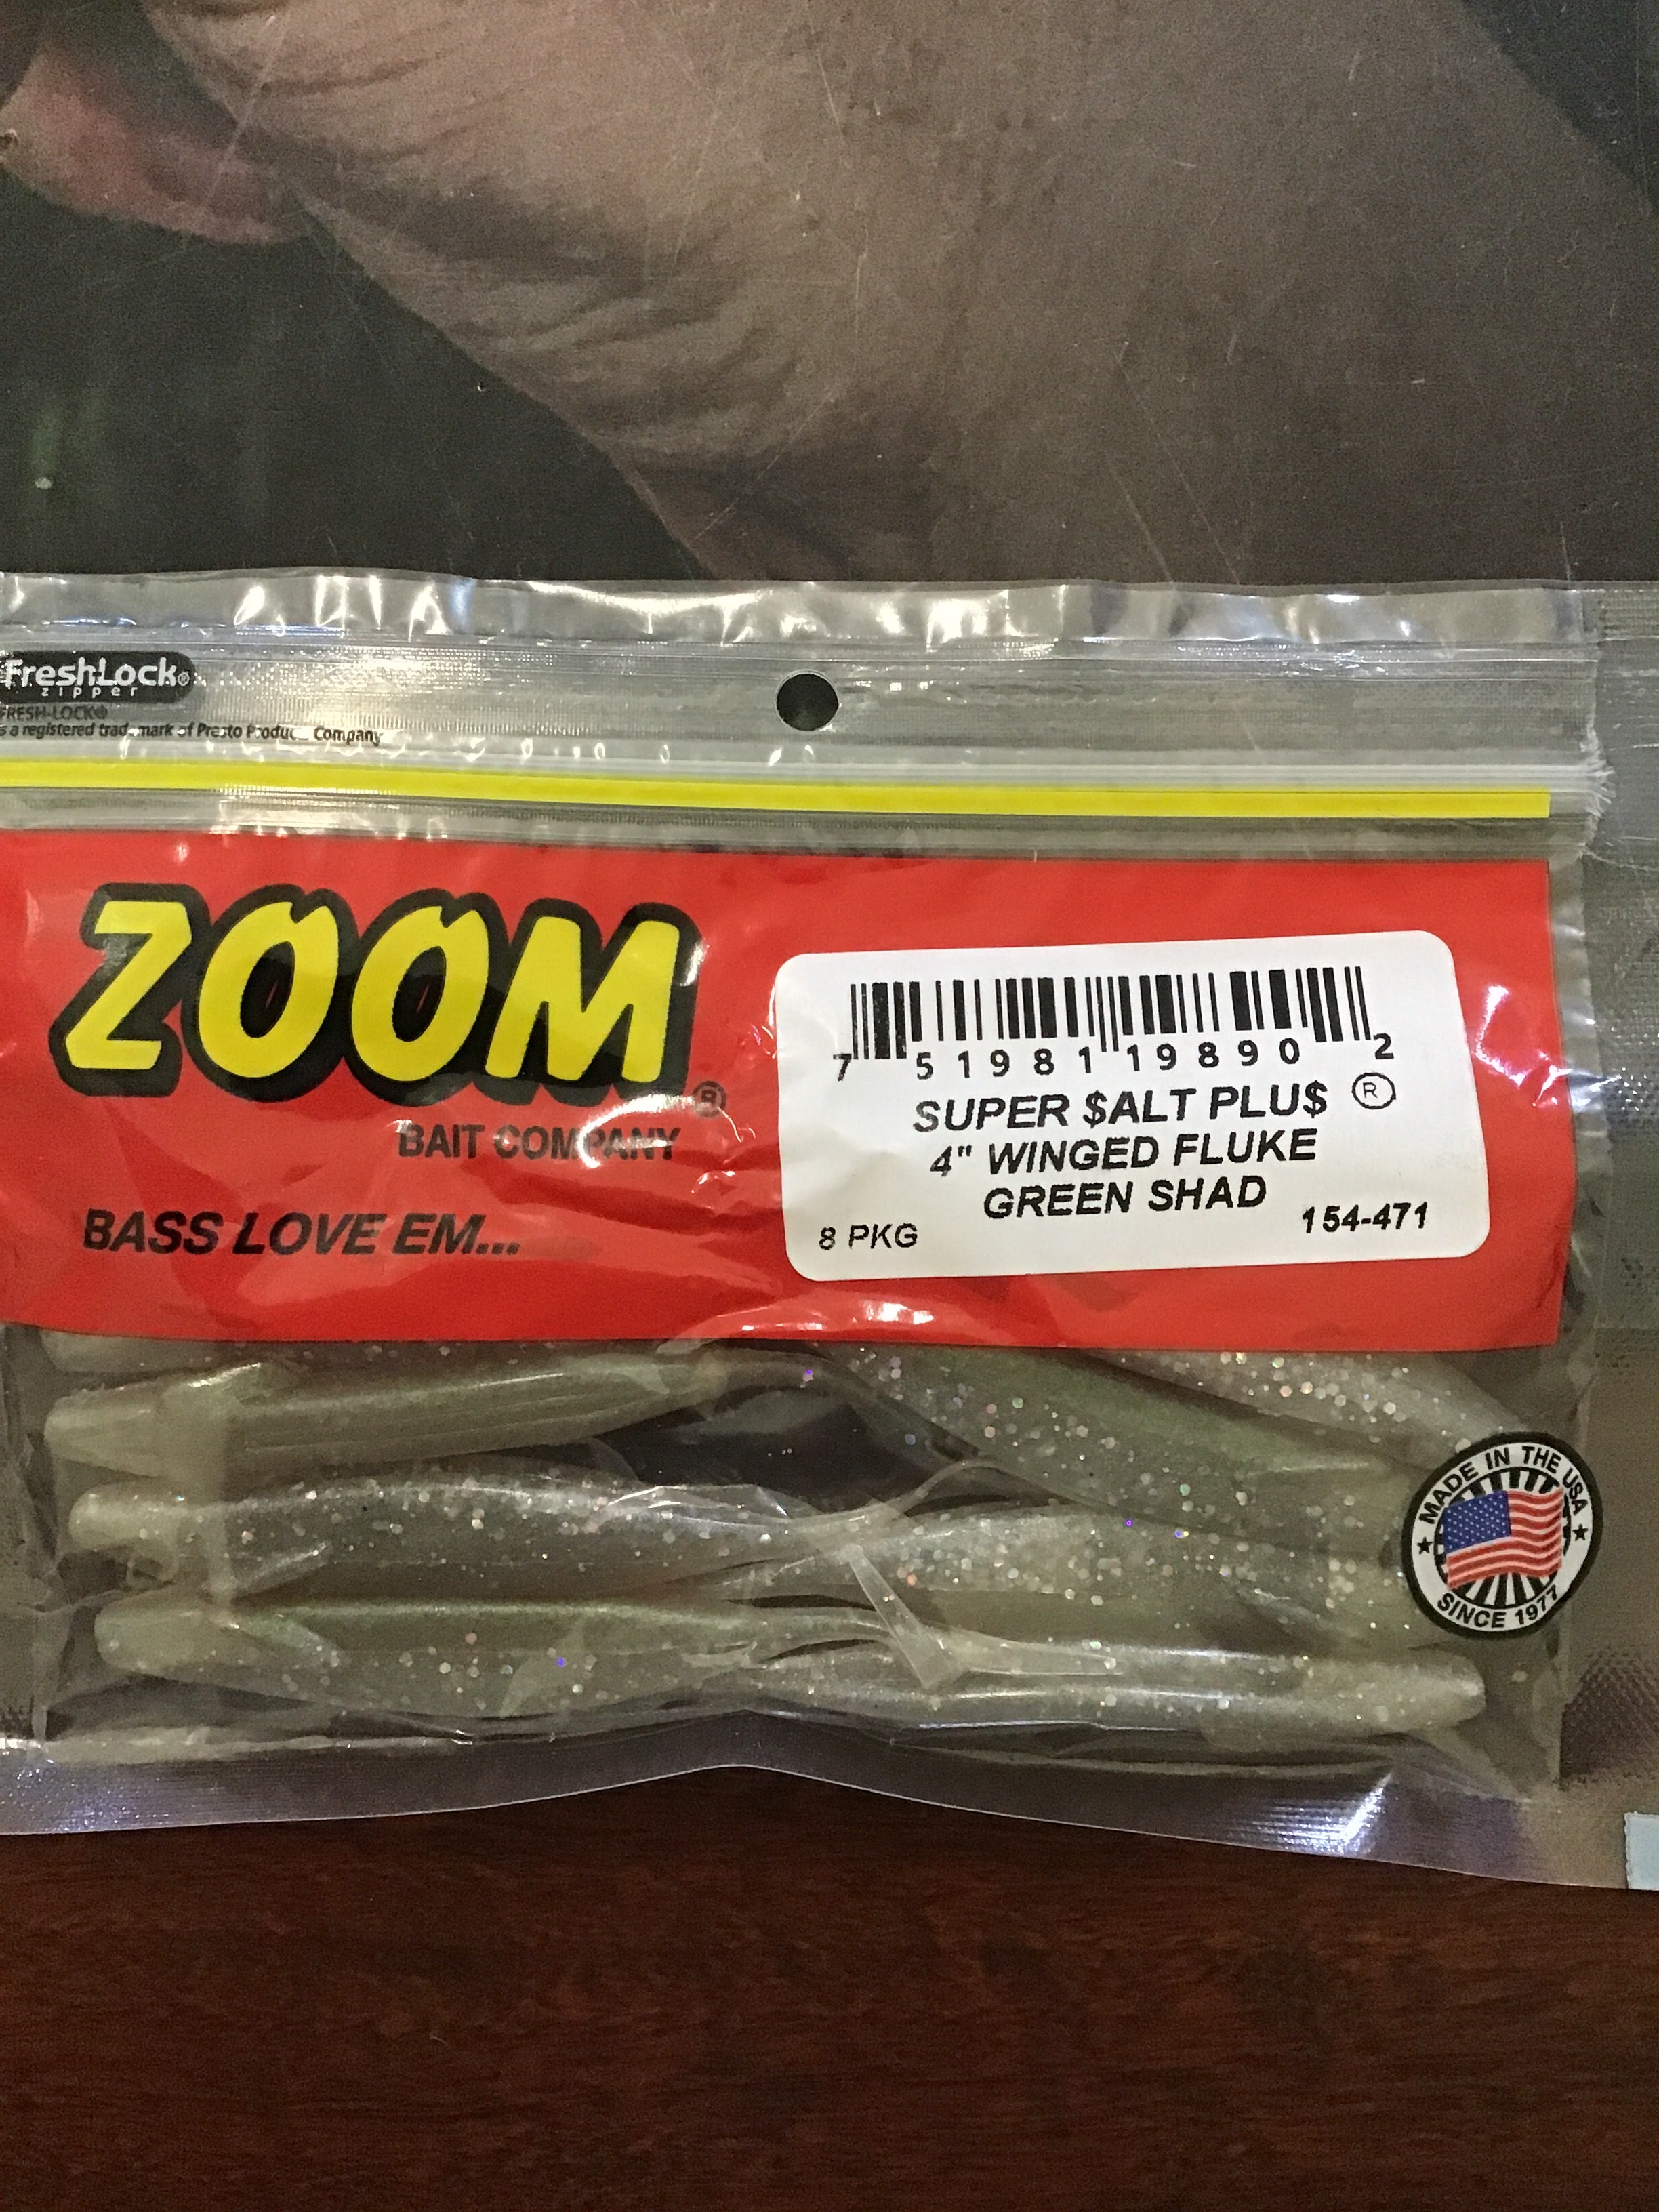 FreshLock®
zipper
FRESH-LOCK®
is a registered trademark of Presto Products Company
ZOOM®
BAIT COMPANY
BASS LOVE EM...
7 51981 19890 2
SUPER $ALT PLU$ ®
4" WINGED FLUKE
GREEN SHAD
8 PKG 154-471
MADE IN THE USA
SINCE 1977